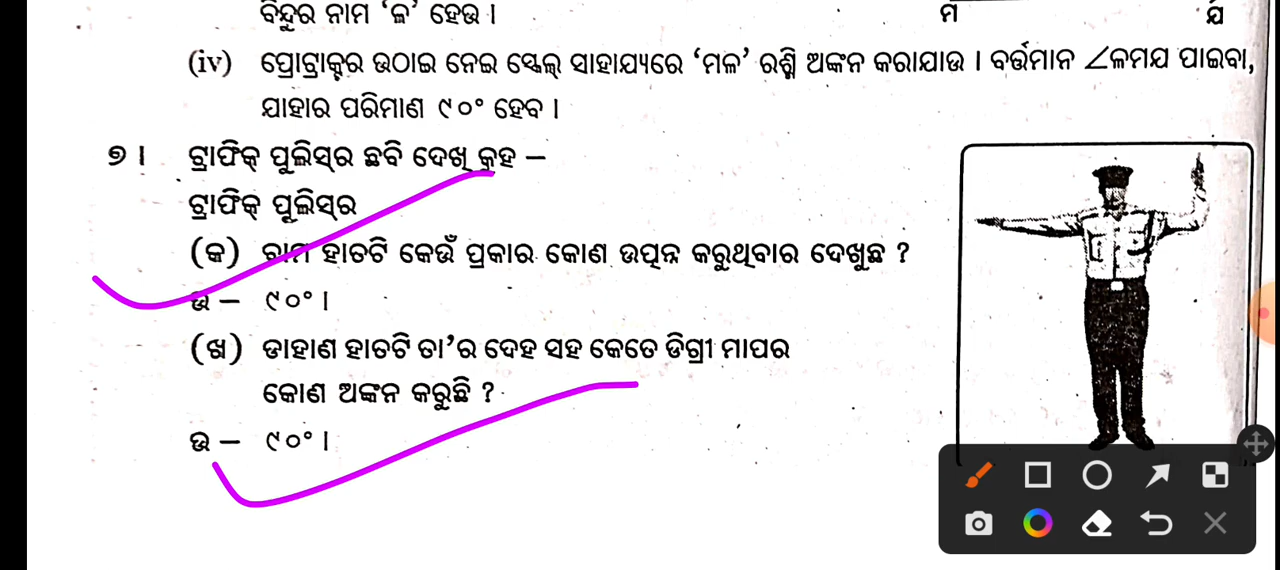 ବିନ୍ଦୁର ନାମ ‘ଳ’ ହେଉ ।
ମ ଯ
(iv) ପ୍ରୋଟ୍ରାକ୍ଟର ଉଠାଇ ନେଇ ସ୍କେଲ୍ ସାହାଯ୍ୟରେ ‘ମଳ’ ରଶ୍ମି ଅଙ୍କନ କରାଯାଉ । ବର୍ତ୍ତମାନ ∠ଳମଯ ପାଇବା,
ଯାହାର ପରିମାଣ ୯୦° ହେବ ।
୭ । ଟ୍ରାଫିକ୍ ପୁଲିସ୍‌ର ଛବି ଦେଖି କୁହ –
ଟ୍ରାଫିକ୍ ପୁଲିସ୍‌ର
(କ) ବାମ ହାତଟି କେଉଁ ପ୍ରକାର କୋଣ ଉତ୍ପନ୍ନ କରୁଥିବାର ଦେଖୁଛ ?
ଉ – ୯୦° ।
(ଖ) ଡାହାଣ ହାତଟି ତା’ର ଦେହ ସହ କେତେ ଡିଗ୍ରୀ ମାପର
କୋଣ ଅଙ୍କନ କରୁଛି ?
ଉ – ୯୦° ।